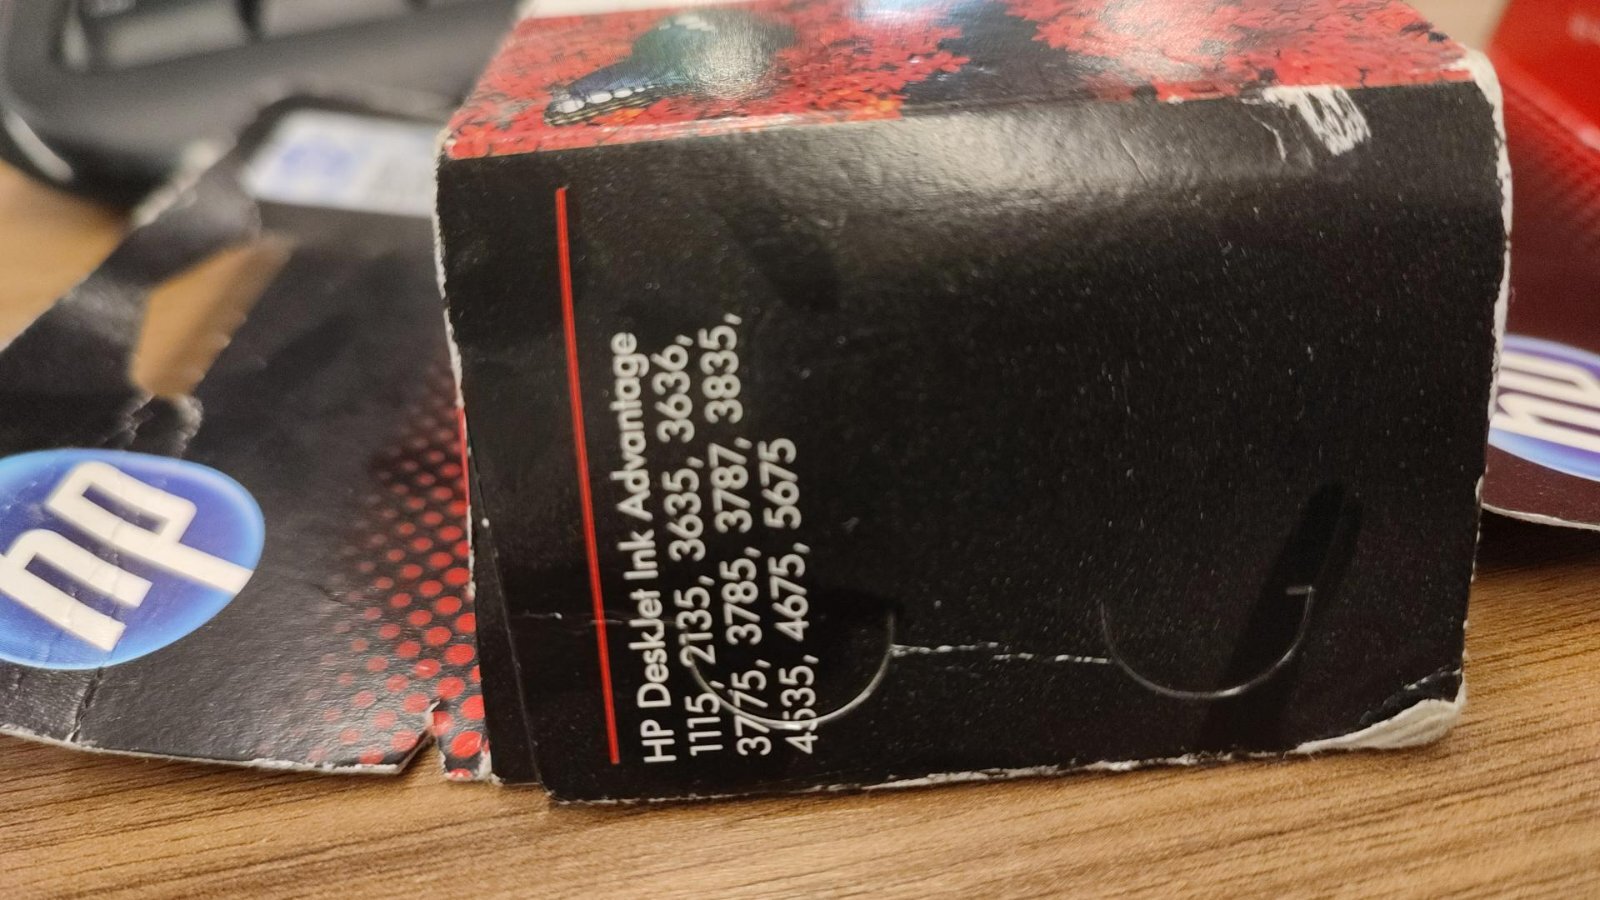 HP DeskJet Ink Advantage
1115, 2135, 3635, 3636,
3775, 3785, 3787, 3835,
4535, 4675, 5675
hp
hp